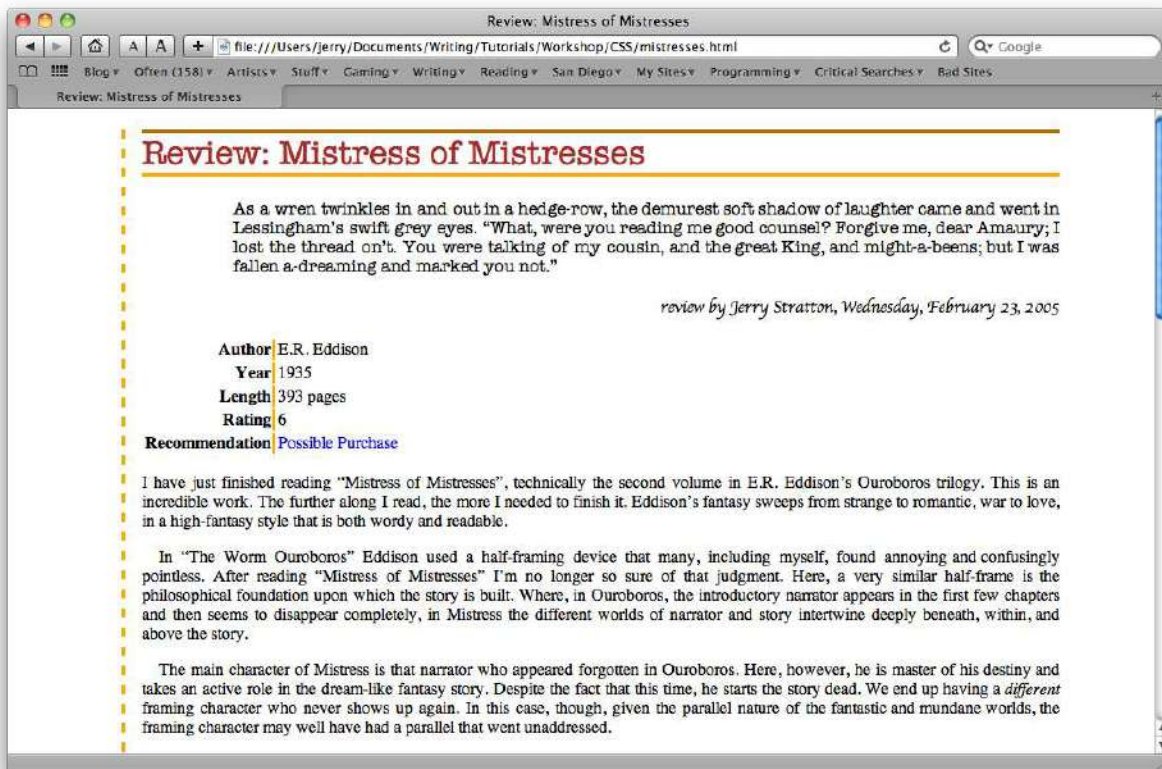 Review: Mistress of Mistresses
A A + file:///Users/jerry/Documents/Writing/Tutorials/Workshop/CSS/mistresses.html Google
Blog Often (158) Artists Stuff Gaming Writing Reading San Diego My Sites Programming Critical Searches Bad Sites
Review: Mistress of Mistresses
Review: Mistress of Mistresses
As a wren twinkles in and out in a hedge-row, the demurest soft shadow of laughter came and went in
Lessingham's swift grey eyes. “What, were you reading me good counsel? Forgive me, dear Amaury; I
lost the thread on't. You were talking of my cousin, and the great King, and might-a-beens; but I was
fallen a-dreaming and marked you not.”
review by Jerry Stratton, Wednesday, February 23, 2005
Author E.R. Eddison
Year 1935
Length 393 pages
Rating 6
Recommendation Possible Purchase
I have just finished reading “Mistress of Mistresses”, technically the second volume in E.R. Eddison’s Ouroboros trilogy. This is an
incredible work. The further along I read, the more I needed to finish it. Eddison’s fantasy sweeps from strange to romantic, war to love,
in a high-fantasy style that is both wordy and readable.
In “The Worm Ouroboros” Eddison used a half-framing device that many, including myself, found annoying and confusingly
pointless. After reading “Mistress of Mistresses” I’m no longer so sure of that judgment. Here, a very similar half-frame is the
philosophical foundation upon which the story is built. Where, in Ouroboros, the introductory narrator appears in the first few chapters
and then seems to disappear completely, in Mistress the different worlds of narrator and story intertwine deeply beneath, within, and
above the story.
The main character of Mistress is that narrator who appeared forgotten in Ouroboros. Here, however, he is master of his destiny and
takes an active role in the dream-like fantasy story. Despite the fact that this time, he starts the story dead. We end up having a different
framing character who never shows up again. In this case, though, given the parallel nature of the fantastic and mundane worlds, the
framing character may well have had a parallel that went unaddressed.